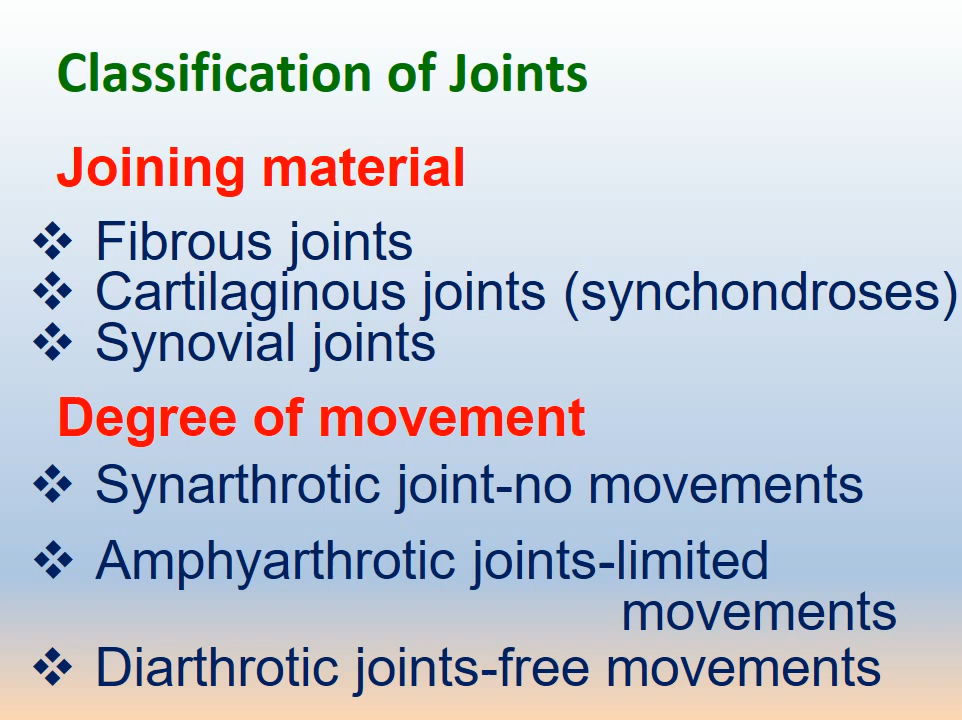 Classification of Joints
Joining material
❖ Fibrous joints
❖ Cartilaginous joints (synchondroses)
❖ Synovial joints
Degree of movement
❖ Synarthrotic joint-no movements
❖ Amphyarthrotic joints-limited
movements
❖ Diarthrotic joints-free movements